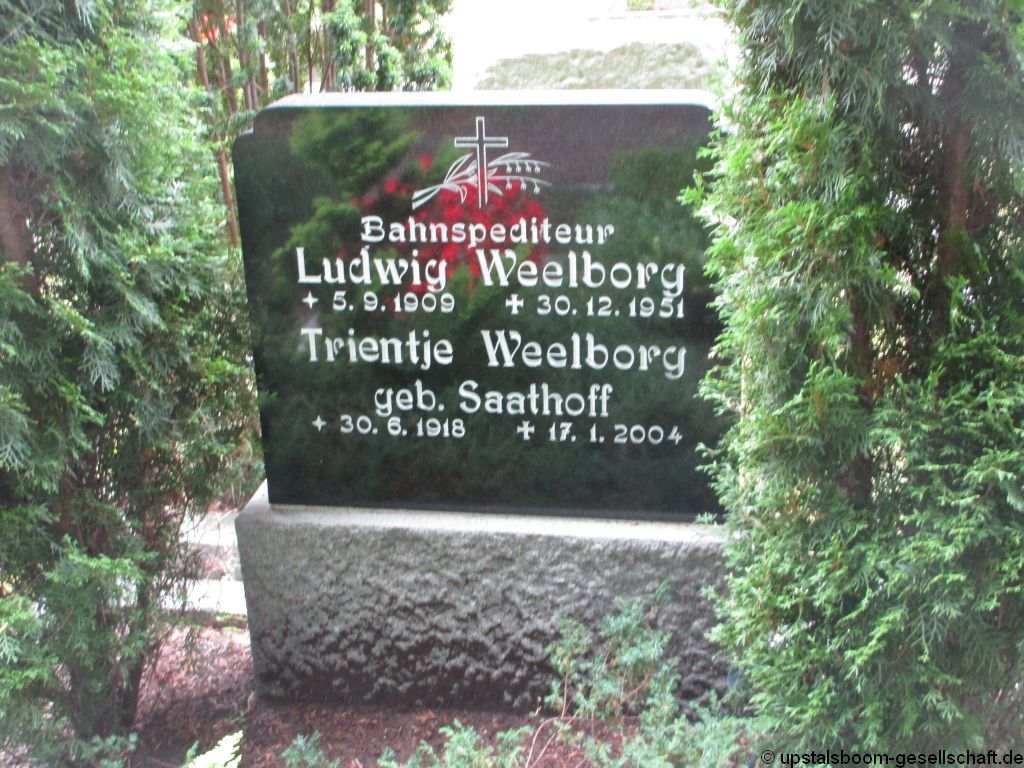 Bahnspediteur
Ludwig Weelborg
5. 9. 1909 30. 12. 1951
Trientje Weelborg
geb. Saathoff
30. 6. 1918 17. 1. 2004
© upstalsboom-gesellschaft.de